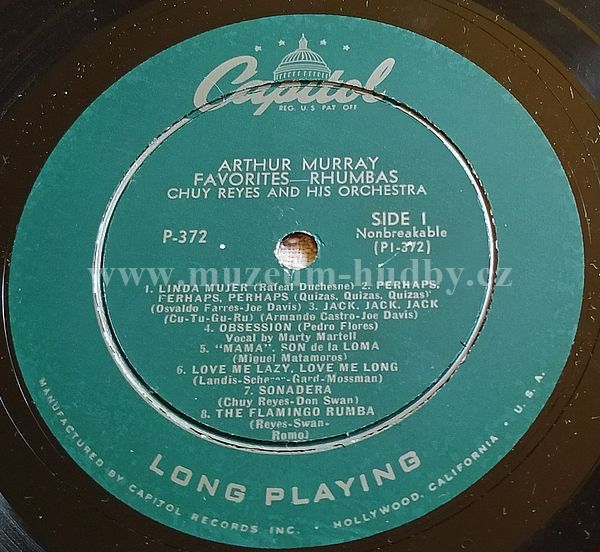 Capitol
REG. U.S. PAT. OFF.
ARTHUR MURRAY
FAVORITES—RHUMBAS
CHUY REYES AND HIS ORCHESTRA
P-372
SIDE 1
Nonbreakable
(P1-372)
www.muzeum-hudby.cz
1. LINDA MUJER (Rafeal Duchesne) 2. PERHAPS,
PERHAPS, PERHAPS (Quizas, Quizas, Quizas)
(Osvaldo Farres-Joe Davis) 3. JACK, JACK, JACK
(Cu-Tu-Gu-Ru) (Armando Castro-Joe Davis)
4. OBSESSION (Pedro Flores)
Vocal by Marty Martell
5. "MAMA", SON de la LOMA
(Miguel Matamoros)
6. LOVE ME LAZY, LOVE ME LONG
(Landis-Scherer-Gard-Mossman)
7. SONADERA
(Chuy Reyes-Don Swan)
8. THE FLAMINGO RUMBA
(Reyes-Swan-
Romo)
LONG PLAYING
MANUFACTURED BY CAPITOL RECORDS INC. • HOLLYWOOD, CALIFORNIA • U.S.A.